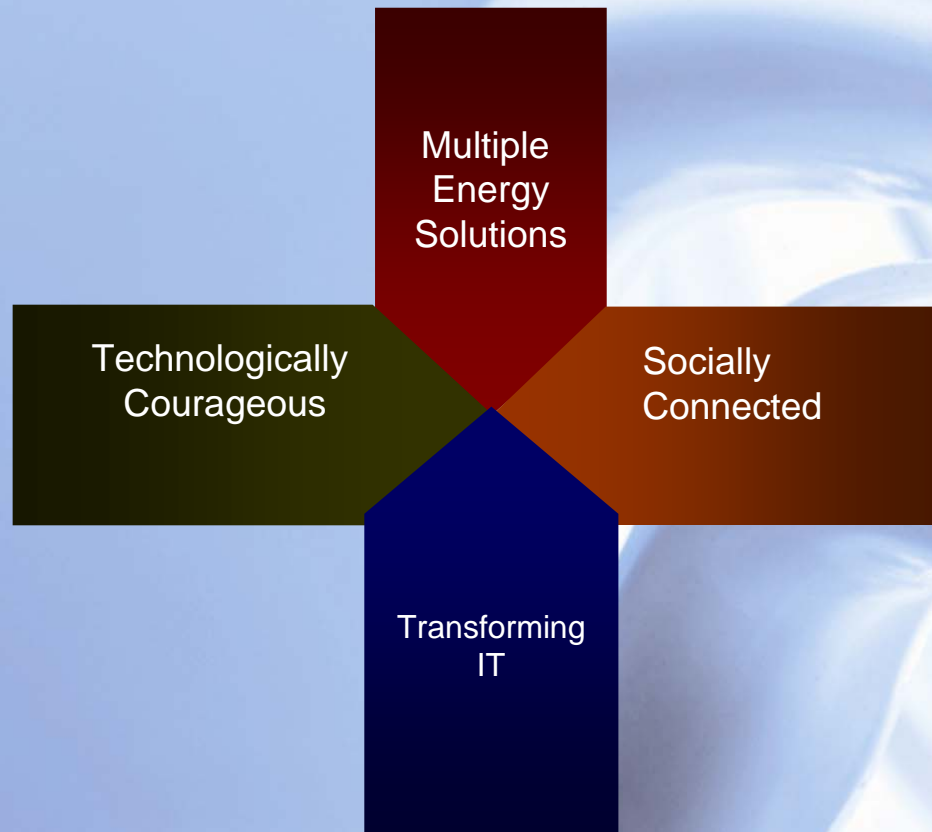 Multiple
Energy
Solutions
Technologically
Courageous
Socially
Connected
Transforming
IT